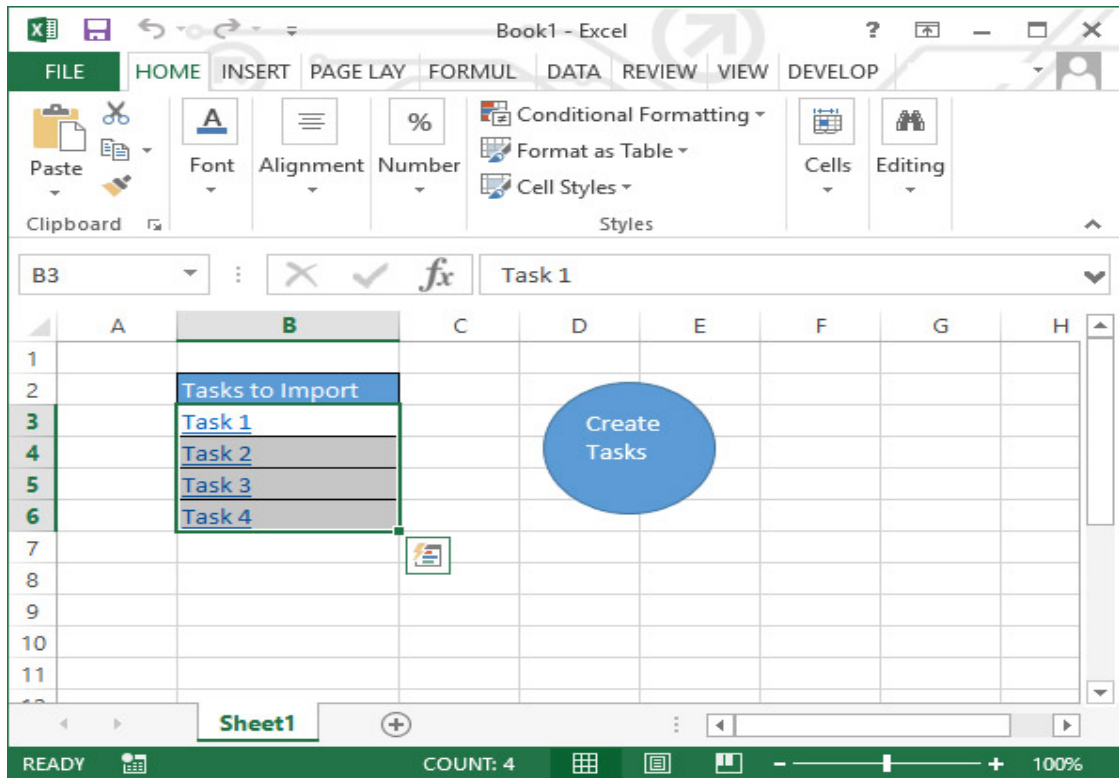 Book1 - Excel
FILE HOME INSERT PAGE LAY FORMUL DATA REVIEW VIEW DEVELOP
Paste
Clipboard
Font
Alignment
Number
Conditional Formatting
Format as Table
Cell Styles
Styles
Cells
Editing
B3
fx
Task 1
A B C D E F G H
1
2 Tasks to Import
3 Task 1
4 Task 2
5 Task 3
6 Task 4
7
8
9
10
11
Create
Tasks
Sheet1
READY COUNT: 4 100%